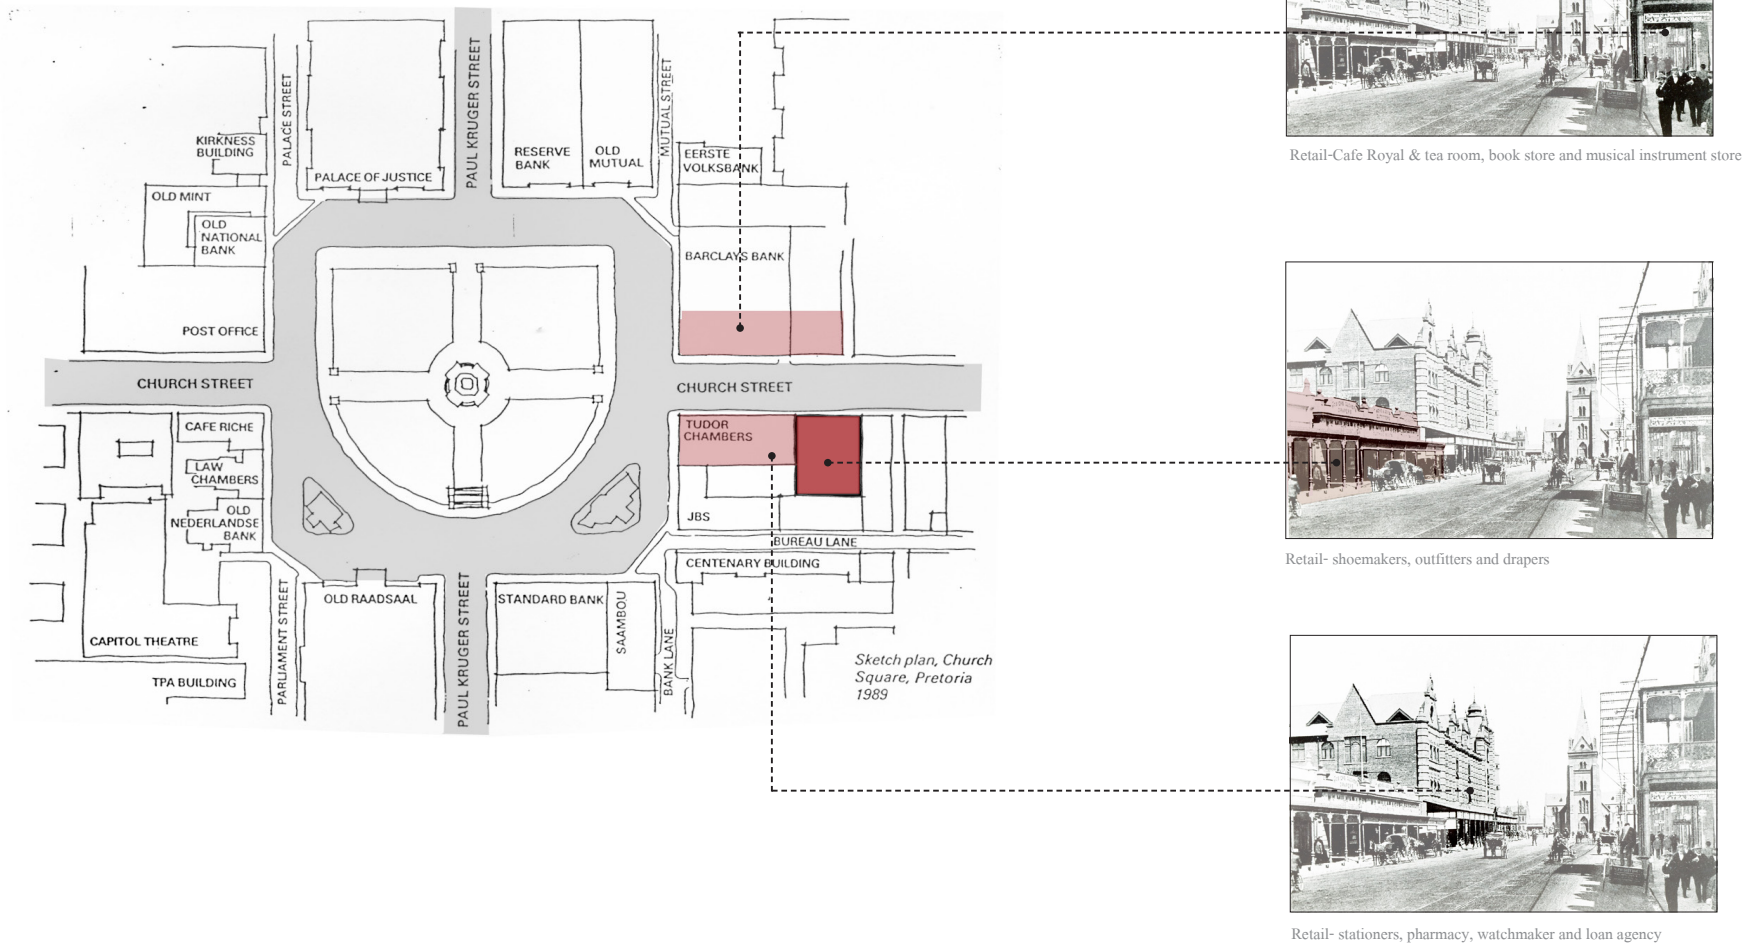 PALACE STREET
PAUL KRUGER STREET
MUTUAL STREET
KIRKNESS
BUILDING
PALACE OF JUSTICE
RESERVE
BANK
OLD
MUTUAL
EERSTE
VOLKSBANK
OLD MINT
OLD
NATIONAL
BANK
BARCLAYS BANK
POST OFFICE
CHURCH STREET
CHURCH STREET
CAFE RICHE
TUDOR
CHAMBERS
LAW
CHAMBERS
OLD
NEDERLANDSE
BANK
JBS
BUREAU LANE
CENTENARY BUILDING
OLD RAADSAAL
STANDARD BANK
SAAMBOU
CAPITOL THEATRE
TPA BUILDING
PARLIAMENT STREET
PAUL KRUGER STREET
BANK LANE
Sketch plan, Church
Square, Pretoria
1989
Retail-Cafe Royal & tea room, book store and musical instrument store
Retail- shoemakers, outfitters and drapers
Retail- stationers, pharmacy, watchmaker and loan agency